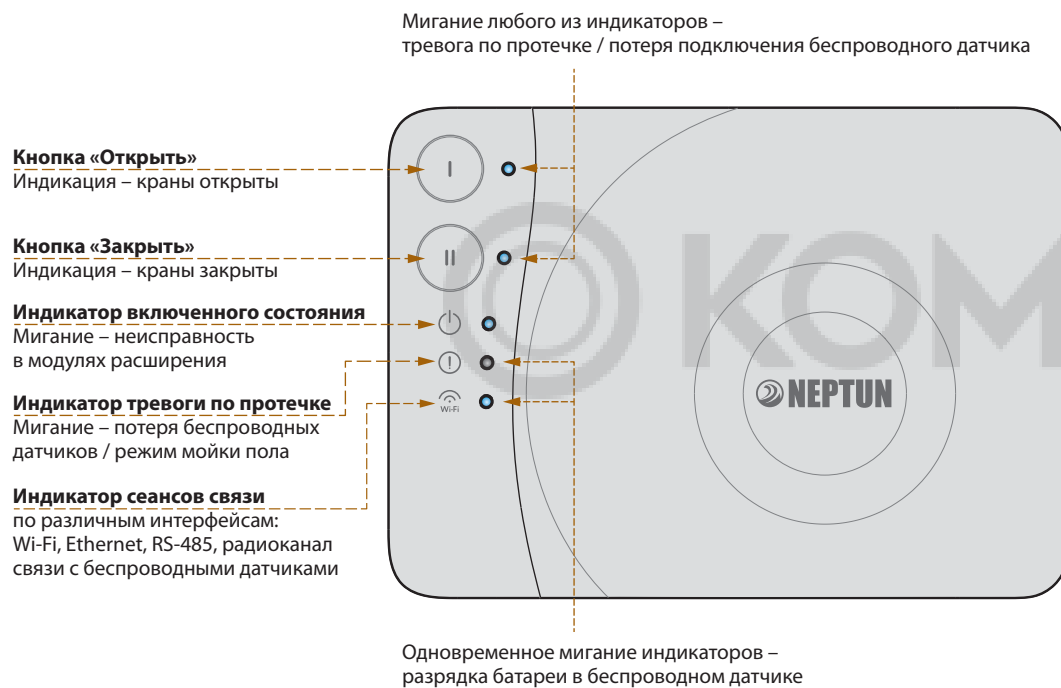 Мигание любого из индикаторов –
тревога по протечке / потеря подключения беспроводного датчика
Кнопка «Открыть»
Индикация – краны открыты
I
Кнопка «Закрыть»
Индикация – краны закрыты
II
Индикатор включенного состояния
Мигание – неисправность
в модулях расширения
Индикатор тревоги по протечке
Мигание – потеря беспроводных
датчиков / режим мойки пола
!
Wi-Fi
Индикатор сеансов связи
по различным интерфейсам:
Wi-Fi, Ethernet, RS-485, радиоканал
связи с беспроводными датчиками
NEPTUN
КОМ
Одновременное мигание индикаторов –
разрядка батареи в беспроводном датчике